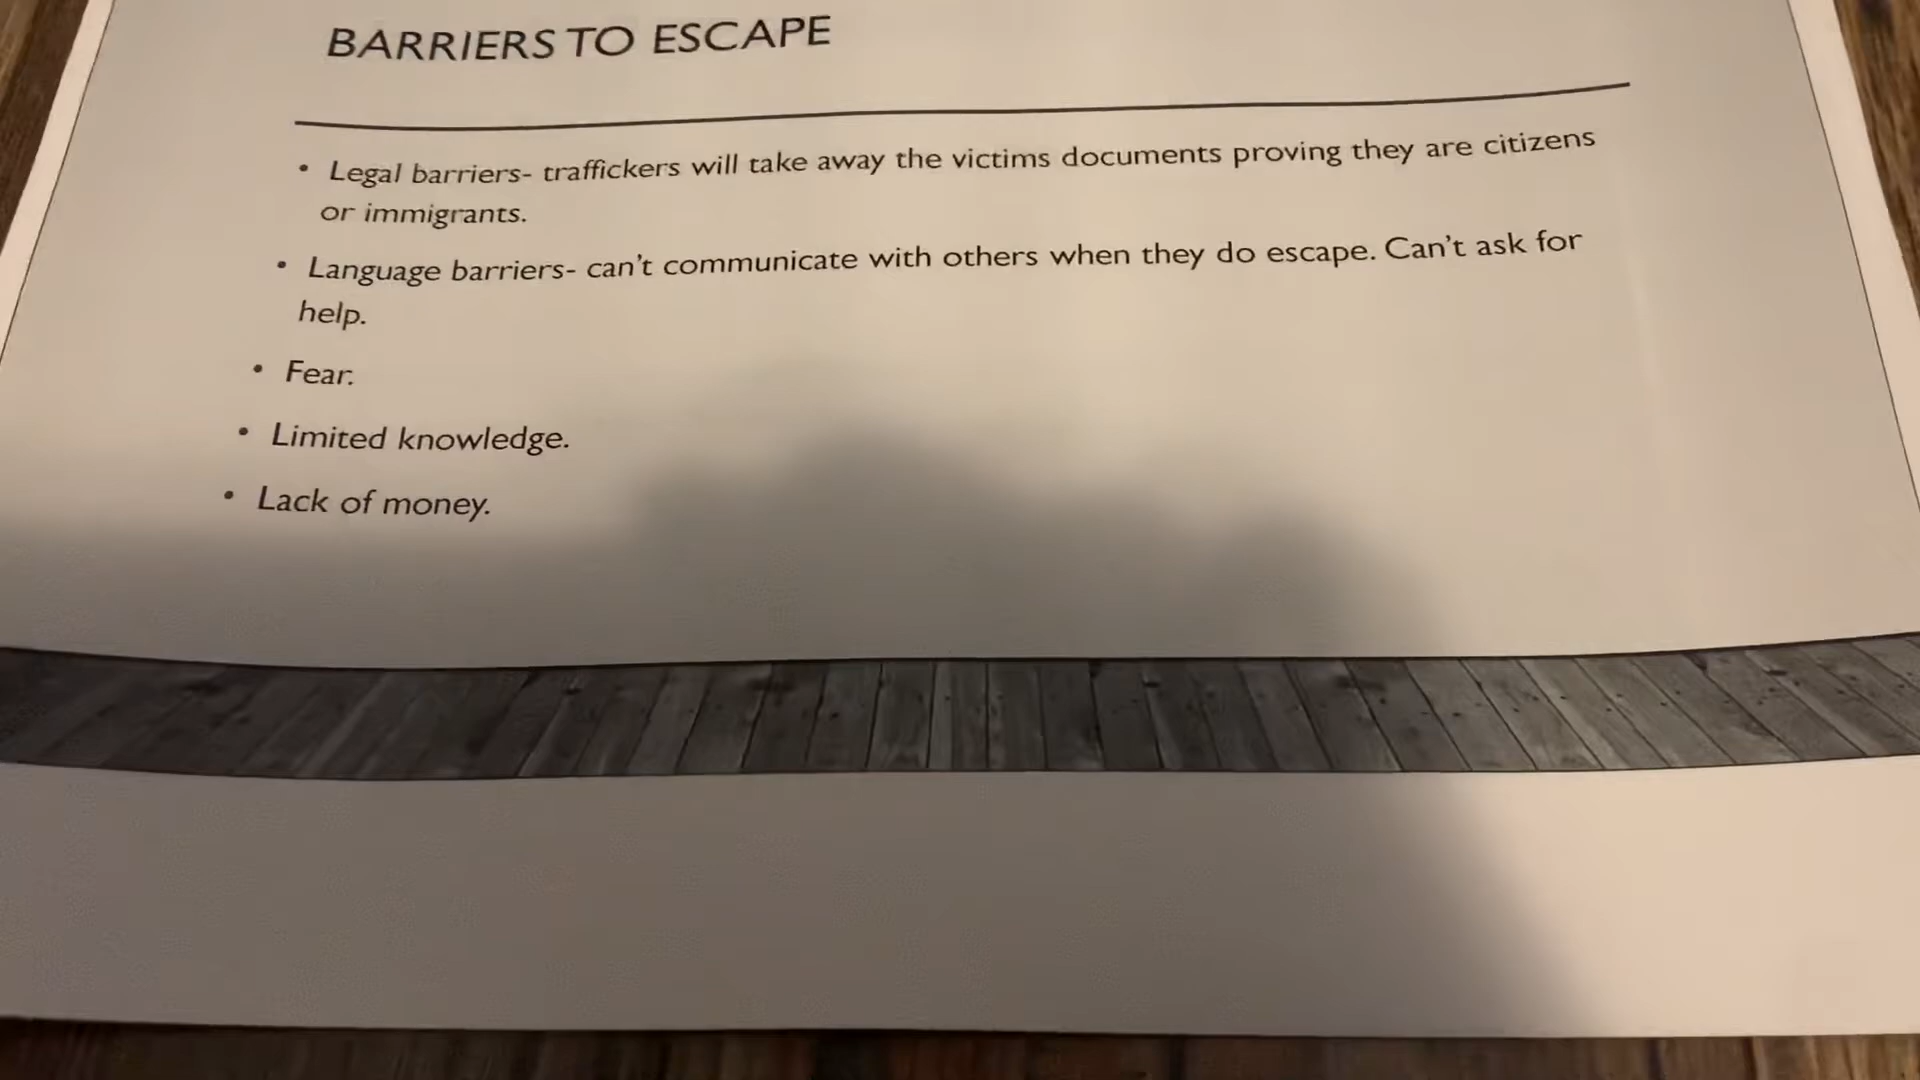 BARRIERS TO ESCAPE
• Legal barriers- traffickers will take away the victims documents proving they are citizens
or immigrants.
• Language barriers- can't communicate with others when they do escape. Can't ask for
help.
• Fear.
• Limited knowledge.
• Lack of money.